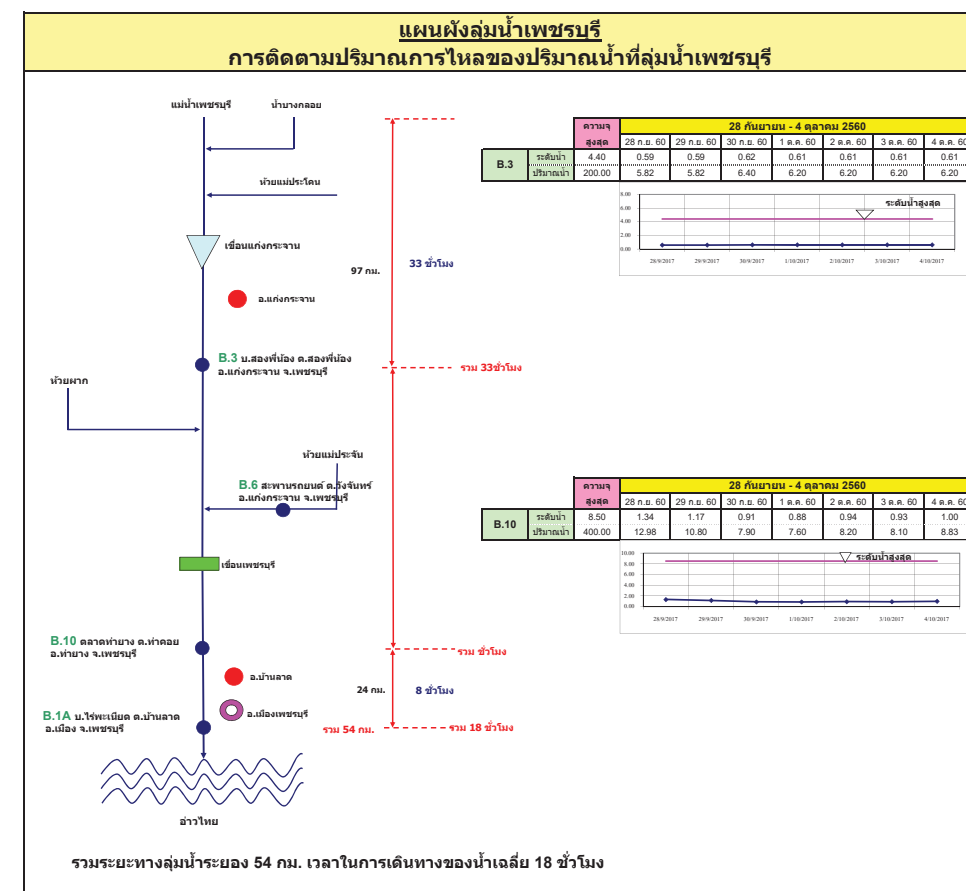 แผนผังลุ่มน้ำเพชรบุรี
การติดตามปริมาณการไหลของปริมาณน้ำที่ลุ่มน้ำเพชรบุรี
แม่น้ำเพชรบุรี
น้ำบางกลอย
ห้วยแม่ประโดน
เขื่อนแก่งกระจาน
97 กม.
33 ชั่วโมง
อ.แก่งกระจาน
B.3 บ.สองพี่น้อง ต.สองพี่น้อง
อ.แก่งกระจาน จ.เพชรบุรี
รวม 33ชั่วโมง
ห้วยผาก
ห้วยแม่ประจัน
B.6 สะพานรถยนต์ ต.วังจันทร์
อ.แก่งกระจาน จ.เพชรบุรี
เขื่อนเพชรบุรี
B.10 ตลาดท่ายาง ต.ท่าคอย
อ.ท่ายาง จ.เพชรบุรี
รวม ชั่วโมง
อ.บ้านลาด
24 กม.
8 ชั่วโมง
อ.เมืองเพชรบุรี
B.1A บ.ไร่พะเนียด ต.บ้านลาด
อ.เมือง จ.เพชรบุรี
รวม 54 กม.
รวม 18 ชั่วโมง
อ่าวไทย
รวมระยะทางลุ่มน้ำระยอง 54 กม. เวลาในการเดินทางของน้ำเฉลี่ย 18 ชั่วโมง
ความจุ 28 กันยายน - 4 ตุลาคม 2560
สูงสุด 28 ก.ย. 60 29 ก.ย. 60 30 ก.ย. 60 1 ต.ค. 60 2 ต.ค. 60 3 ต.ค. 60 4 ต.ค. 60
B.3
ระดับน้ำ 4.40 0.59 0.59 0.62 0.61 0.61 0.61 0.61
ปริมาณน้ำ 200.00 5.82 5.82 6.40 6.20 6.20 6.20 6.20
ระดับน้ำสูงสุด
8.00
6.00
4.00
2.00
0.00
28/9/2017 29/9/2017 30/9/2017 1/10/2017 2/10/2017 3/10/2017 4/10/2017
ความจุ 28 กันยายน - 4 ตุลาคม 2560
สูงสุด 28 ก.ย. 60 29 ก.ย. 60 30 ก.ย. 60 1 ต.ค. 60 2 ต.ค. 60 3 ต.ค. 60 4 ต.ค. 60
B.10
ระดับน้ำ 8.50 1.34 1.17 0.91 0.88 0.94 0.93 1.00
ปริมาณน้ำ 400.00 12.98 10.80 7.90 7.60 8.20 8.10 8.83
ระดับน้ำสูงสุด
10.00
8.00
6.00
4.00
2.00
0.00
28/9/2017 29/9/2017 30/9/2017 1/10/2017 2/10/2017 3/10/2017 4/10/2017